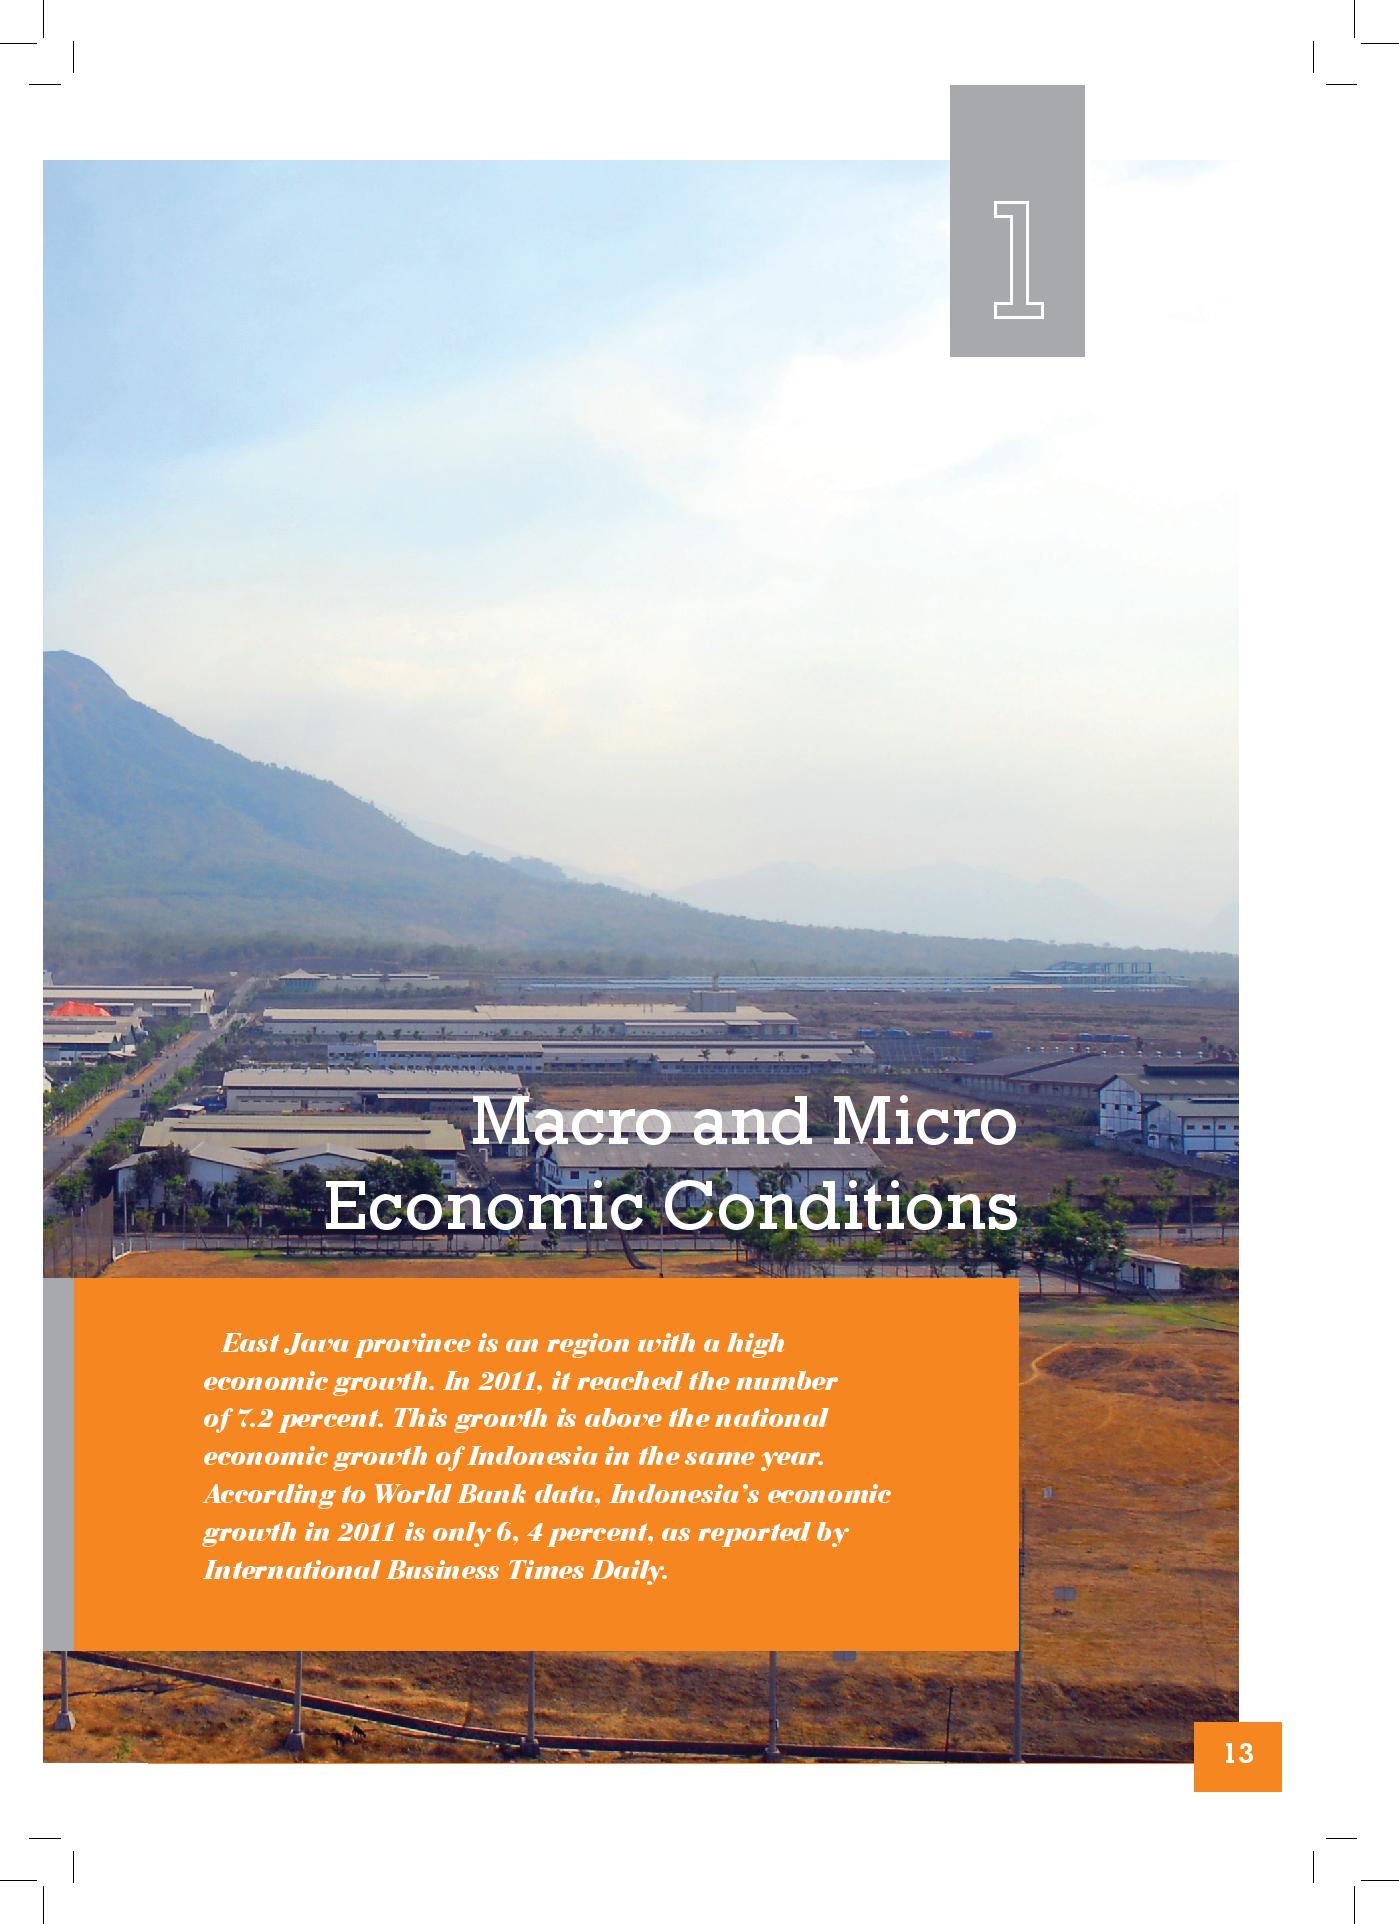 1
Macro and Micro
Economic Conditions
East Java province is an region with a high
economic growth. In 2011, it reached the number
of 7.2 percent. This growth is above the national
economic growth of Indonesia in the same year.
According to World Bank data, Indonesia's economic
growth in 2011 is only 6, 4 percent, as reported by
International Business Times Daily.
13